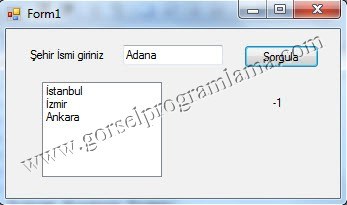 Form1
Şehir İsmi giriniz
Adana
Sorgula
İstanbul
İzmir
Ankara
-1
www.gorselprogramlama.com